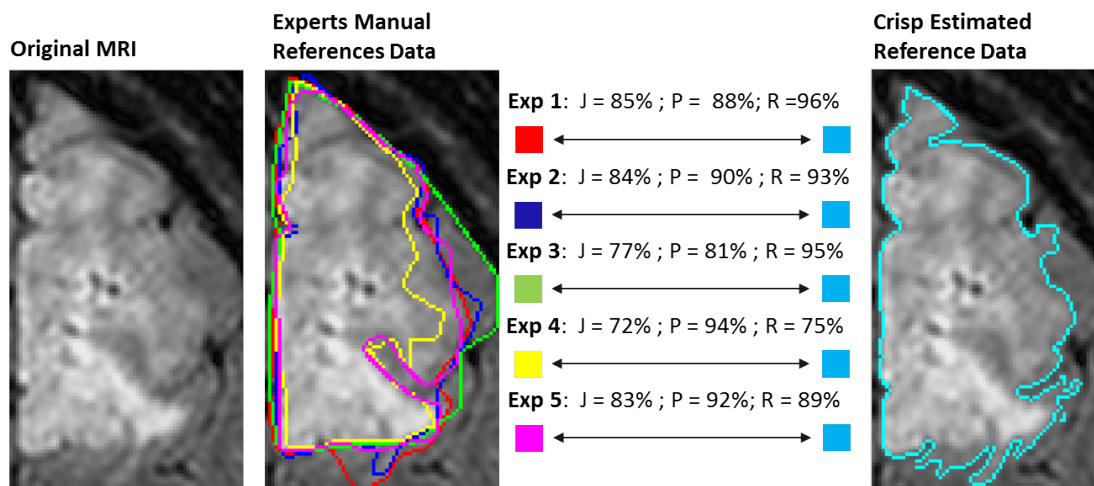 Original MRI
Experts Manual
References Data
Crisp Estimated
Reference Data
Exp 1: J = 85% ; P = 88%; R =96%
Exp 2: J = 84% ; P = 90% ; R = 93%
Exp 3: J = 77% ; P = 81% ; R = 95%
Exp 4: J = 72% ; P = 94% ; R = 75%
Exp 5: J = 83% ; P = 92%; R = 89%